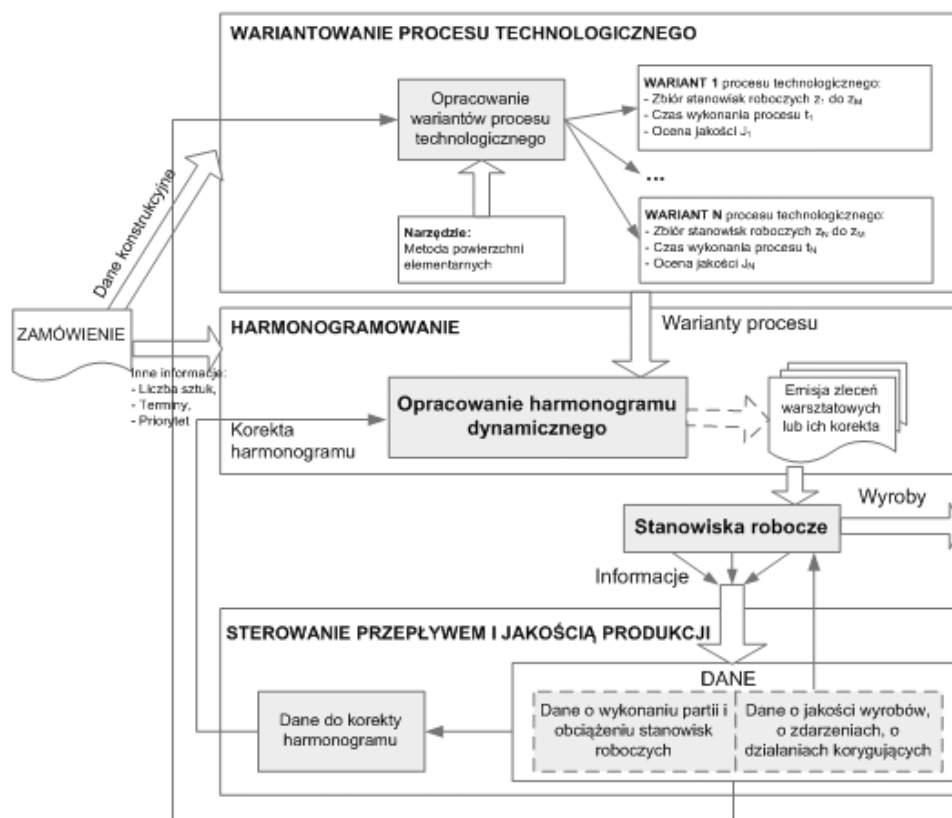 WARIANTOWANIE PROCESU TECHNOLOGICZNEGO
Opracowanie
wariantów procesu
technologicznego
WARIANT 1 procesu technologicznego:
- Zbiór stanowisk roboczych z₁ do z_M
- Czas wykonania procesu t₁
- Ocena jakości J₁
...
WARIANT N procesu technologicznego:
- Zbiór stanowisk roboczych z_N do z_M
- Czas wykonania procesu t_N
- Ocena jakości J_N
Narzędzie:
Metoda powierzchni
elementarnych
Dane konstrukcyjne
ZAMÓWIENIE
Inne informacje:
- Liczba sztuk,
- Terminy,
- Priorytet
Warianty procesu
HARMONOGRAMOWANIE
Opracowanie harmonogramu
dynamicznego
Emisja zleceń
warsztatowych
lub ich korekta
Korekta
harmonogramu
Wyroby
Stanowiska robocze
Informacje
STEROWANIE PRZEPŁYWEM I JAKOŚCIĄ PRODUKCJI
DANE
Dane do korekty
harmonogramu
Dane o wykonaniu partii i
obciążeniu stanowisk
roboczych
Dane o jakości wyrobów,
o zdarzeniach, o
działaniach korygujących